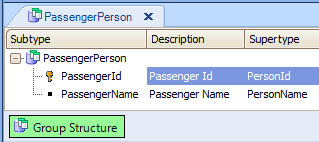 PassengerPerson
Subtype Description Supertype
PassengerPerson
PassengerId Passenger Id PersonId
PassengerName Passenger Name PersonName
Group Structure